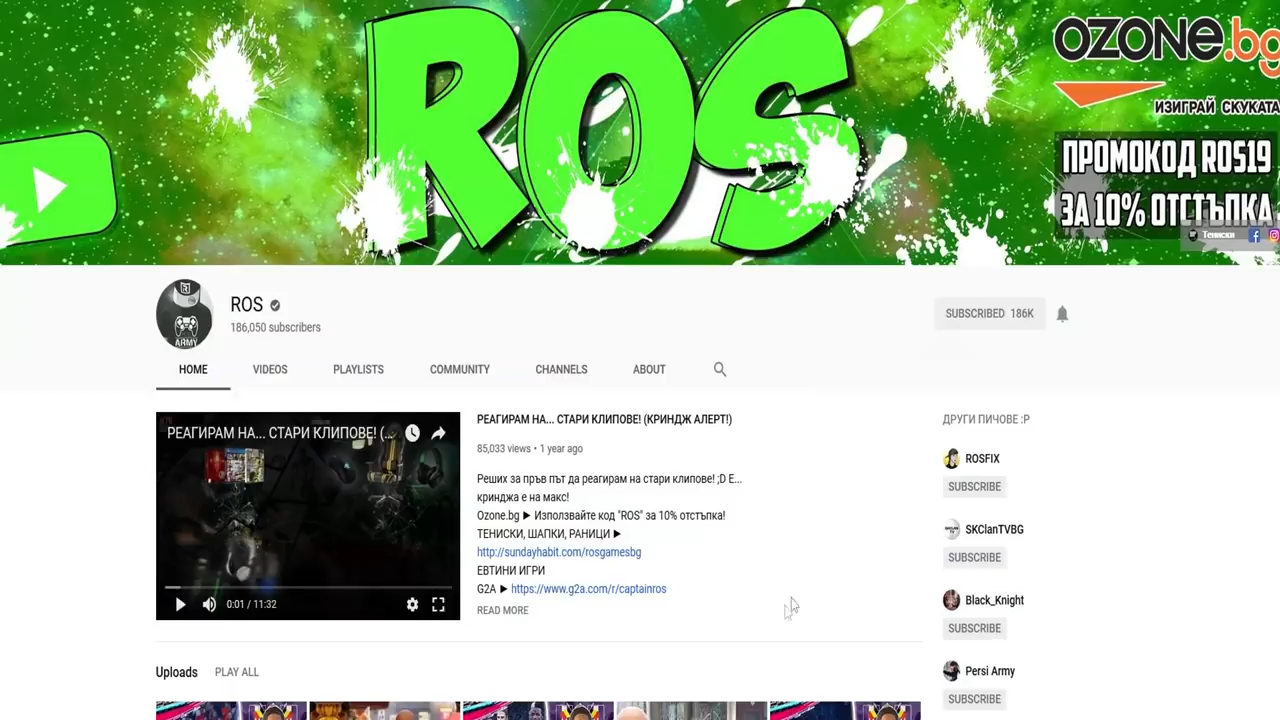 ROS
OZONE.bg
ИЗИГРАЙ СКУКАТА
ПРОМОКОД ROS19
ЗА 10% ОТСТЪПКА
Тениски
ARMY
ROS
186,050 subscribers
SUBSCRIBED 186K
HOME VIDEOS PLAYLISTS COMMUNITY CHANNELS ABOUT
РЕАГИРАМ НА... СТАРИ КЛИПОВЕ! (...
0:01 / 11:32
РЕАГИРАМ НА... СТАРИ КЛИПОВЕ! (КРИНДЖ АЛЕРТ!)
85,033 views • 1 year ago
Реших за пръв път да реагирам на стари клипове! ;D Е...
кринджа е на макс!
Ozone.bg ► Използвайте код "ROS" за 10% отстъпка!
ТЕНИСКИ, ШАПКИ, РАНИЦИ ►
http://sundayhabit.com/rosgamesbg
ЕВТИНИ ИГРИ
G2A ► https://www.g2a.com/r/captainros
READ MORE
ДРУГИ ПИЧОВЕ :P
ROSFIX
SUBSCRIBE
SKClanTVBG
SUBSCRIBE
Black_Knight
SUBSCRIBE
Persi Army
SUBSCRIBE
Uploads PLAY ALL